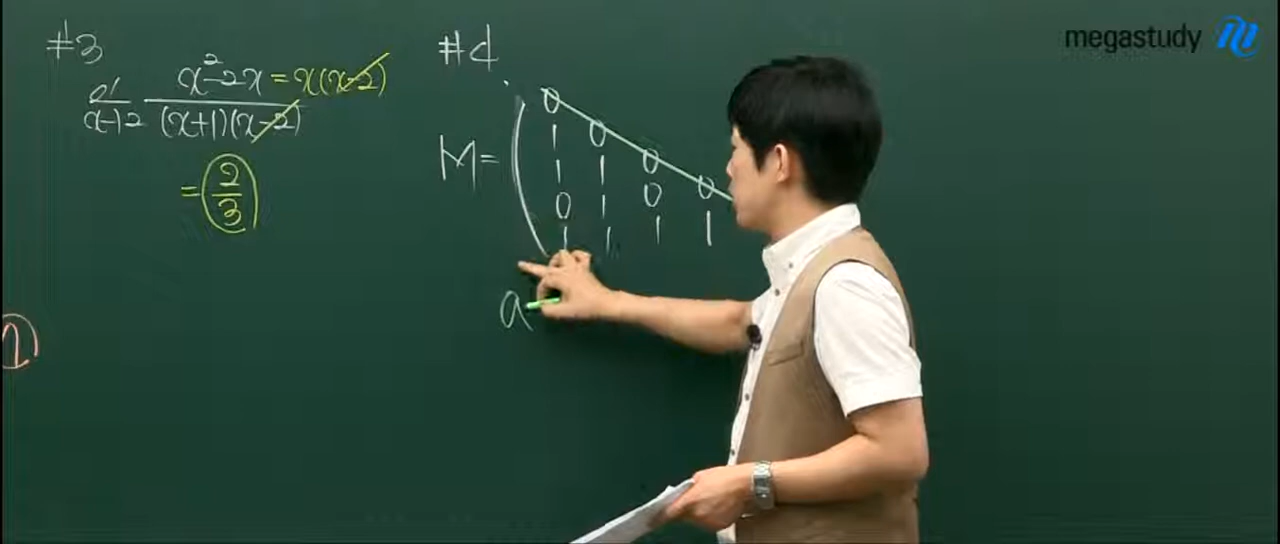 megastudy
#3
x²-2x = x(x-2)
(x+1)(x-2)
= 2/3
#4
M=
0
1 0
1 1 0
0 1 0 0
1 1 1 1
a
①